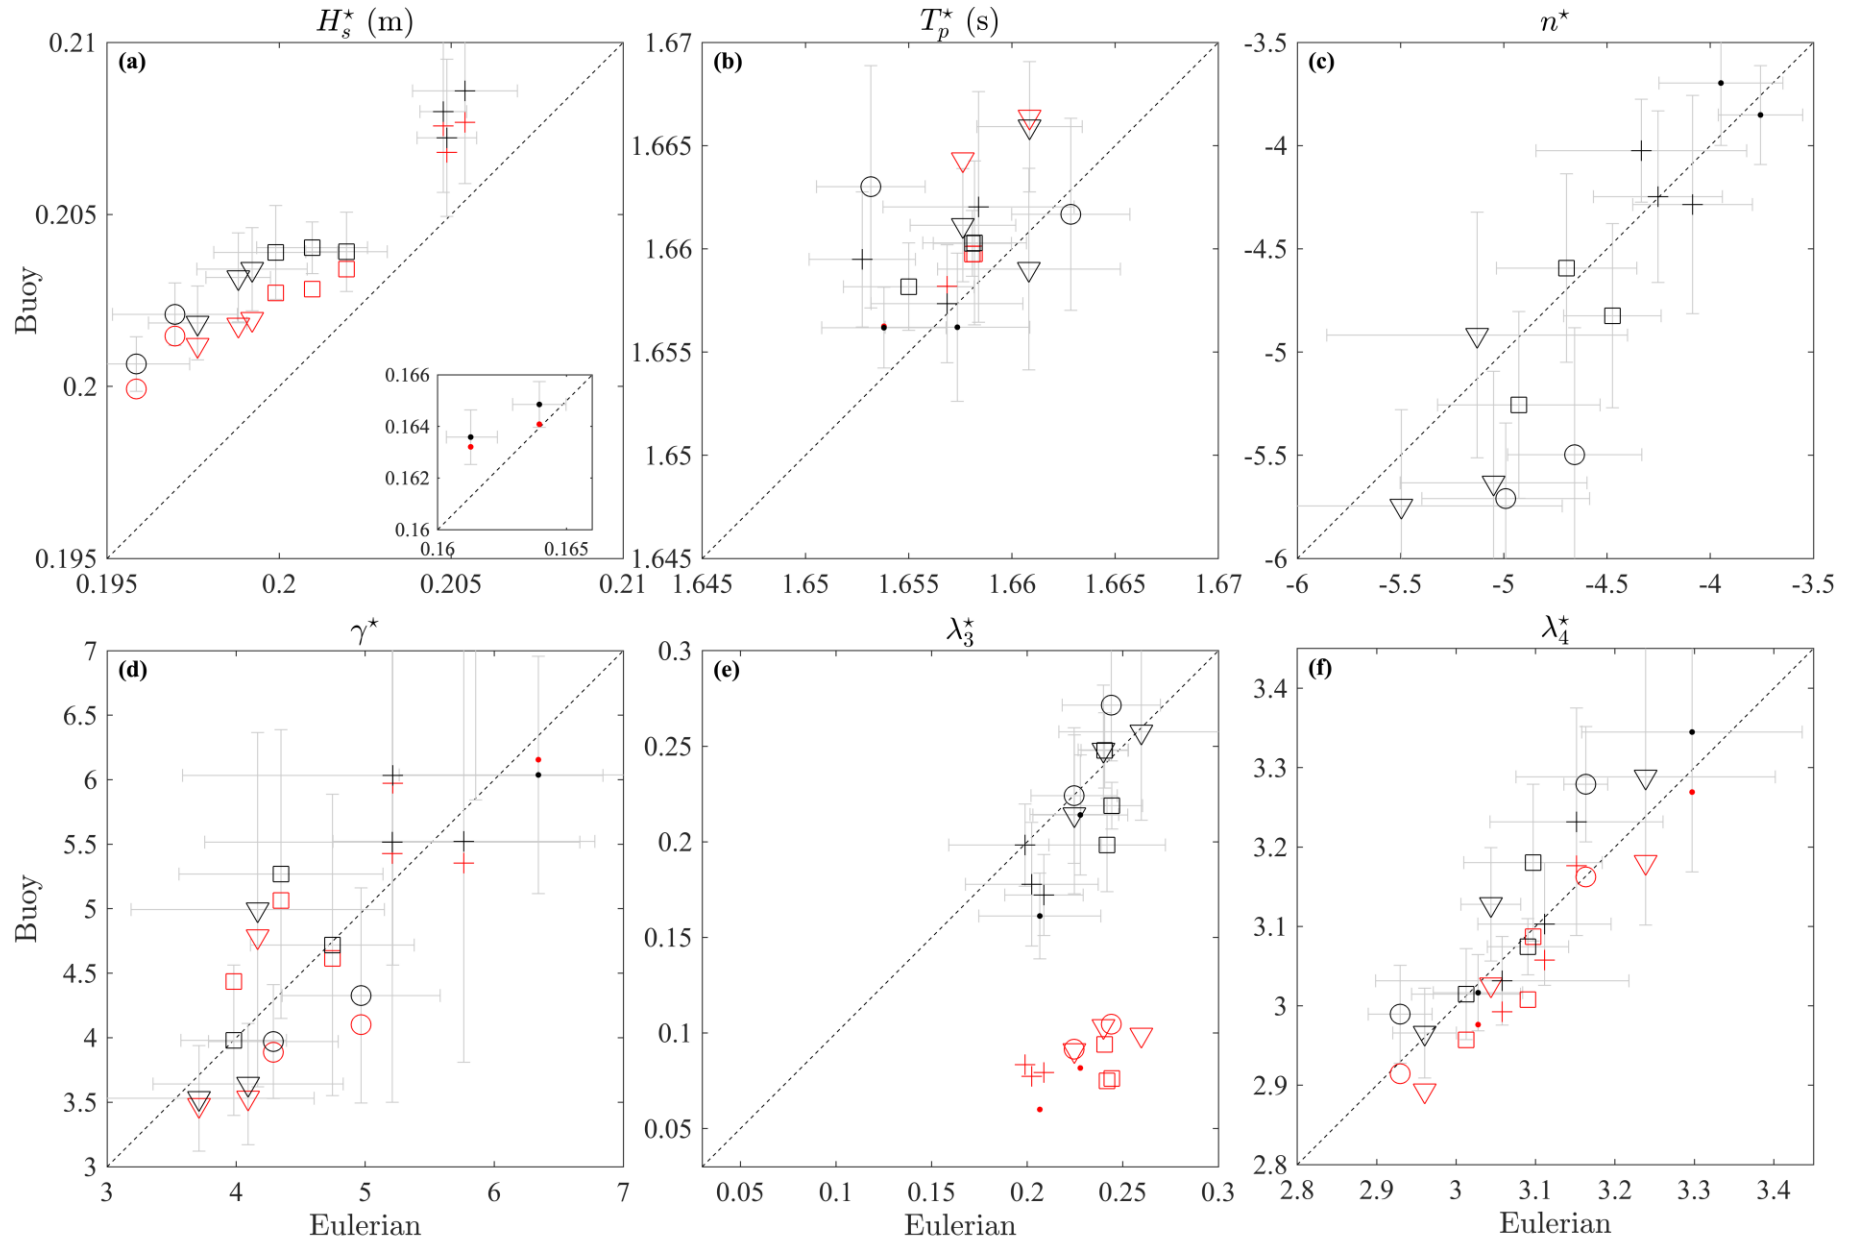 H_s^⋆ (m)
T_p^⋆ (s)
n^⋆
0.21
(a)
0.205
Buoy
0.2
0.195
0.195 0.2 0.205 0.21
0.166
0.164
0.162
0.16
0.16 0.165
1.67
(b)
1.665
1.66
1.655
1.65
1.645
1.645 1.65 1.655 1.66 1.665 1.67
-3.5
(c)
-4
-4.5
-5
-5.5
-6
-6 -5.5 -5 -4.5 -4 -3.5
γ^⋆
λ_3^⋆
λ_4^⋆
7
(d)
6.5
6
5.5
Buoy
5
4.5
4
3.5
3
3 4 5 6 7
Eulerian
0.3
(e)
0.25
0.2
0.15
0.1
0.05
0.05 0.1 0.15 0.2 0.25 0.3
Eulerian
(f)
3.4
3.3
3.2
3.1
3
2.9
2.8
2.8 2.9 3 3.1 3.2 3.3 3.4
Eulerian